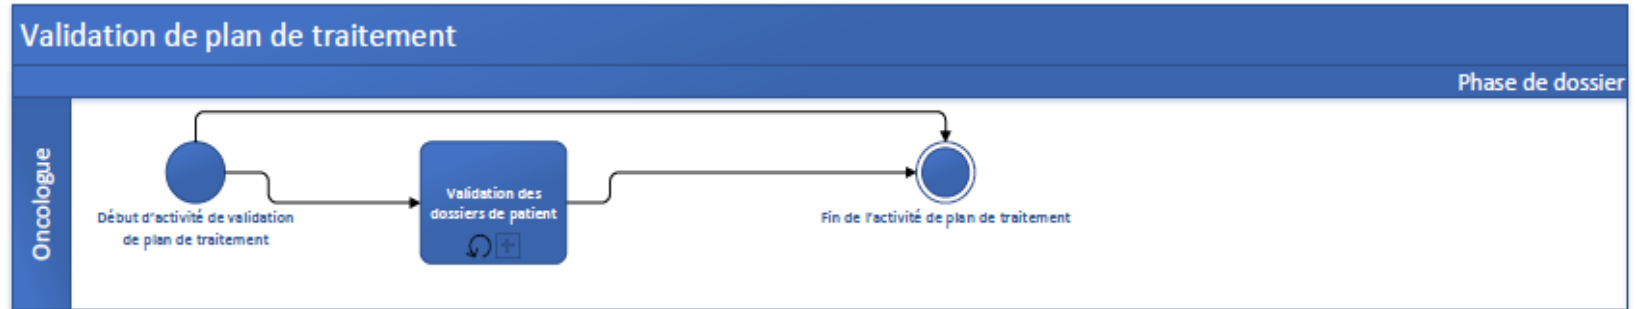 Validation de plan de traitement
Phase de dossier
Oncologue
Début d'activité de validation
de plan de traitement
Validation des
dossiers de patient
Fin de l'activité de plan de traitement